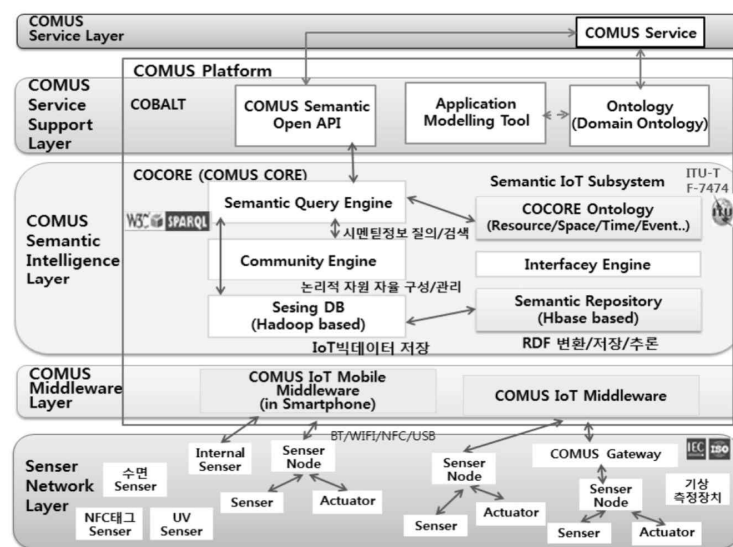 COMUS
Service Layer
COMUS Service
COMUS Platform
COMUS
Service
Support
Layer
COBALT
COMUS Semantic
Open API
Application
Modelling Tool
Ontology
(Domain Ontology)
COCORE (COMUS CORE)
Semantic IoT Subsystem
ITU-T
F-7474
COMUS
Semantic
Intelligence
Layer
W3C
SPARQL
Semantic Query Engine
시멘틷정보 질의/검색
COCORE Ontology
(Resource/Space/Time/Event..)
ITU
Community Engine
Interfacey Engine
논리적 자원 자율 구성/관리
Sesing DB
(Hadoop based)
Semantic Repository
(Hbase based)
IoT빅데이터 저장
RDF 변환/저장/추론
COMUS
Middleware
Layer
COMUS IoT Mobile
Middleware
(in Smartphone)
COMUS IoT Middleware
BT/WIFI/NFC/USB
Senser
Network
Layer
수면
Senser
NFC태그
Senser
UV
Senser
Internal
Senser
Senser
Node
Senser
Actuator
Senser
Node
Senser
Actuator
COMUS Gateway
IEC
ISO
Senser
Node
Senser
Actuator
기상
측정장치